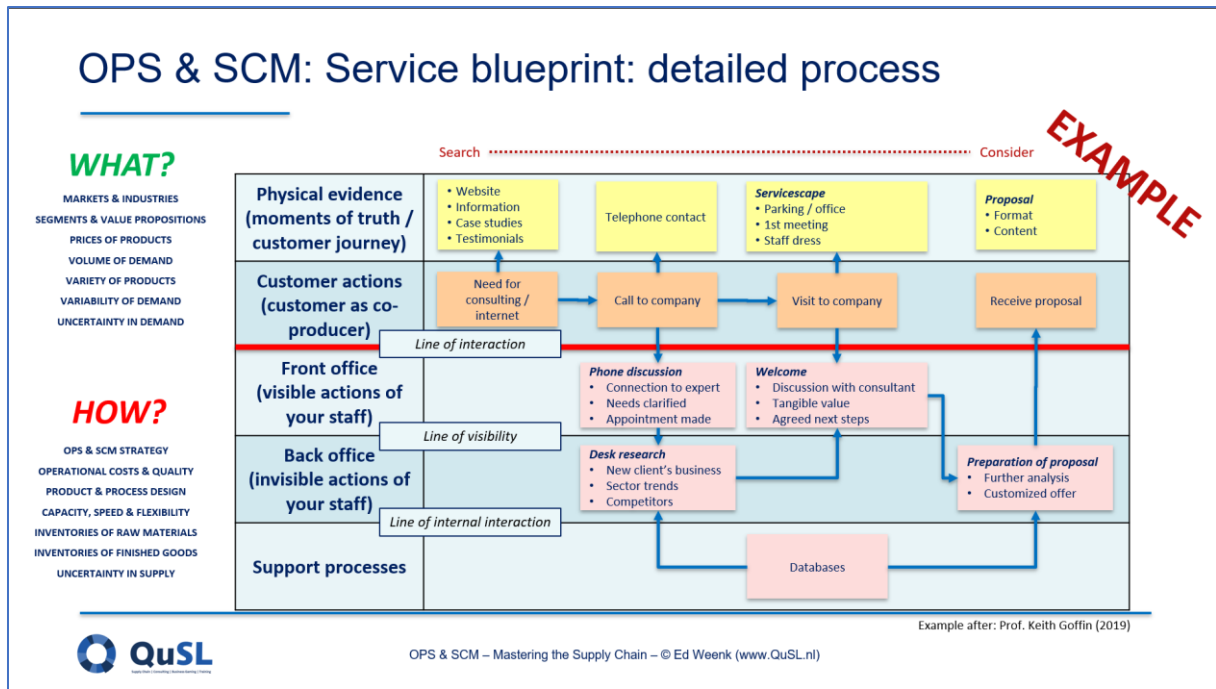 OPS & SCM: Service blueprint: detailed process
EXAMPLE
WHAT?
MARKETS & INDUSTRIES
SEGMENTS & VALUE PROPOSITIONS
PRICES OF PRODUCTS
VOLUME OF DEMAND
VARIETY OF PRODUCTS
VARIABILITY OF DEMAND
UNCERTAINTY IN DEMAND
HOW?
OPS & SCM STRATEGY
OPERATIONAL COSTS & QUALITY
PRODUCT & PROCESS DESIGN
CAPACITY, SPEED & FLEXIBILITY
INVENTORIES OF RAW MATERIALS
INVENTORIES OF FINISHED GOODS
UNCERTAINTY IN SUPPLY
Search
Consider
Physical evidence
(moments of truth /
customer journey)
• Website
• Information
• Case studies
• Testimonials
Telephone contact
Servicescape
• Parking / office
• 1st meeting
• Staff dress
Proposal
• Format
• Content
Customer actions
(customer as co-
producer)
Need for
consulting /
internet
Call to company
Visit to company
Receive proposal
Line of interaction
Front office
(visible actions of
your staff)
Phone discussion
• Connection to expert
• Needs clarified
• Appointment made
Welcome
• Discussion with consultant
• Tangible value
• Agreed next steps
Line of visibility
Back office
(invisible actions of
your staff)
Desk research
• New client's business
• Sector trends
• Competitors
Preparation of proposal
• Further analysis
• Customized offer
Line of internal interaction
Support processes
Databases
Example after: Prof. Keith Goffin (2019)
QuSL
OPS & SCM – Mastering the Supply Chain – © Ed Weenk (www.QuSL.nl)